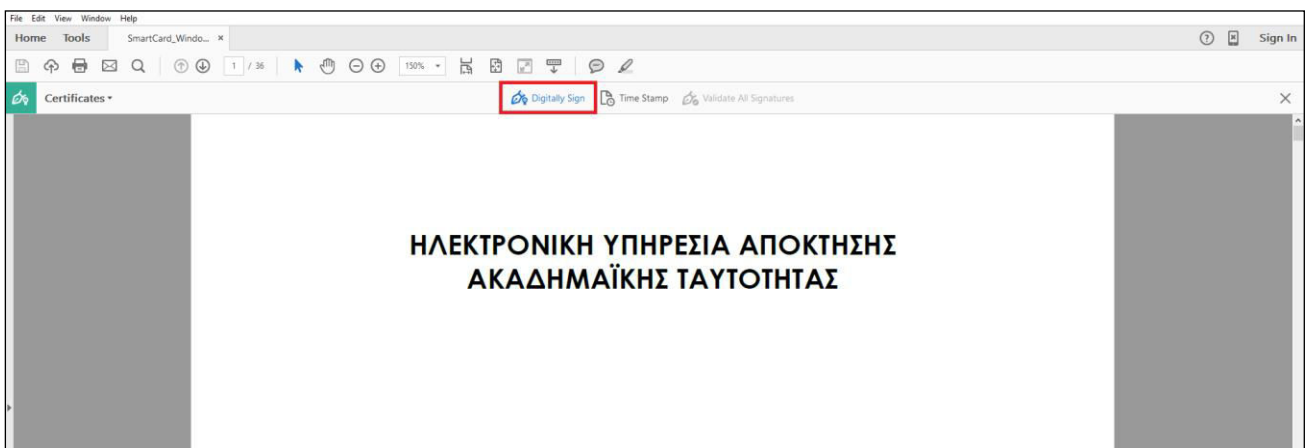 File Edit View Window Help
Home Tools SmartCard_Windo... × Sign In
1 / 36 150%
Certificates Digitally Sign Time Stamp Validate All Signatures
ΗΛΕΚΤΡΟΝΙΚΗ ΥΠΗΡΕΣΙΑ ΑΠΟΚΤΗΣΗΣ
ΑΚΑΔΗΜΑΪΚΗΣ ΤΑΥΤΟΤΗΤΑΣ